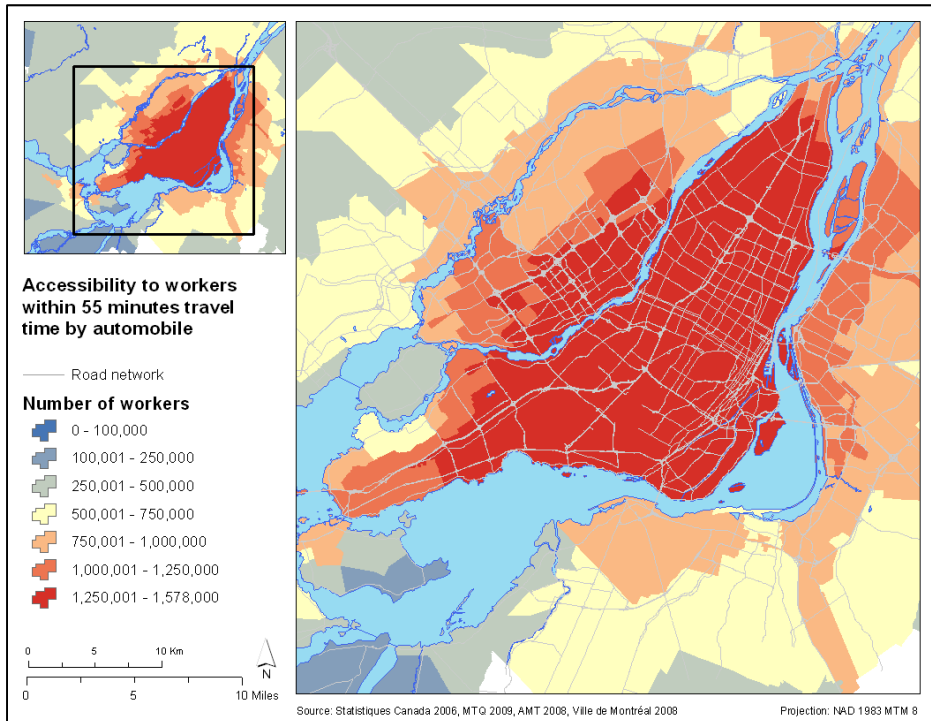 Accessibility to workers
within 55 minutes travel
time by automobile
Road network
Number of workers
0 - 100,000
100,001 - 250,000
250,001 - 500,000
500,001 - 750,000
750,001 - 1,000,000
1,000,001 - 1,250,000
1,250,001 - 1,578,000
0 5 10 Km
N
0 5 10 Miles
Source: Statistiques Canada 2006, MTQ 2009, AMT 2008, Ville de Montréal 2008
Projection: NAD 1983 MTM 8